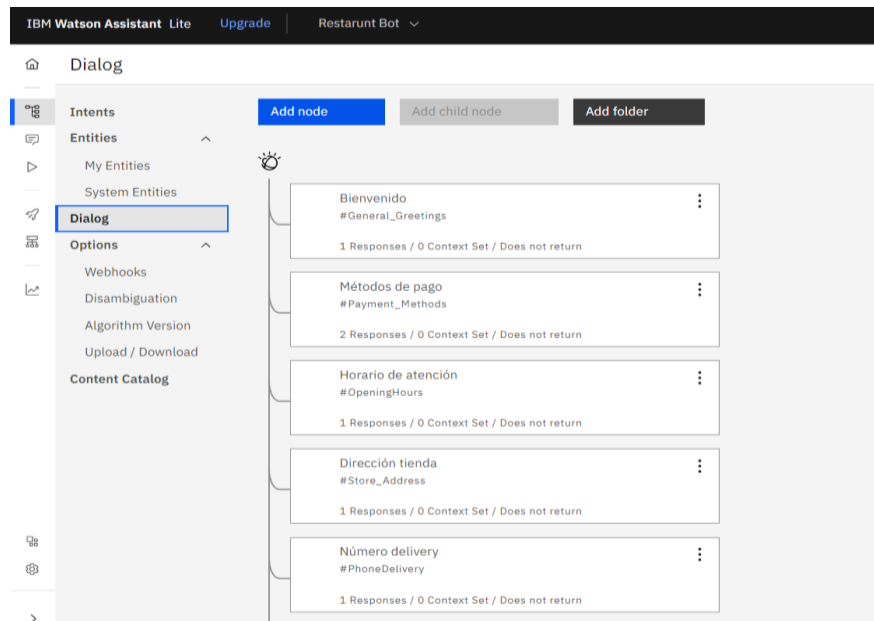 IBM Watson Assistant Lite Upgrade Restarunt Bot
Dialog
Intents
Entities
My Entities
System Entities
Dialog
Options
Webhooks
Disambiguation
Algorithm Version
Upload / Download
Content Catalog
Add node Add child node Add folder
Bienvenido
#General_Greetings
1 Responses / 0 Context Set / Does not return
Métodos de pago
#Payment_Methods
2 Responses / 0 Context Set / Does not return
Horario de atención
#OpeningHours
1 Responses / 0 Context Set / Does not return
Dirección tienda
#Store_Address
1 Responses / 0 Context Set / Does not return
Número delivery
#PhoneDelivery
1 Responses / 0 Context Set / Does not return